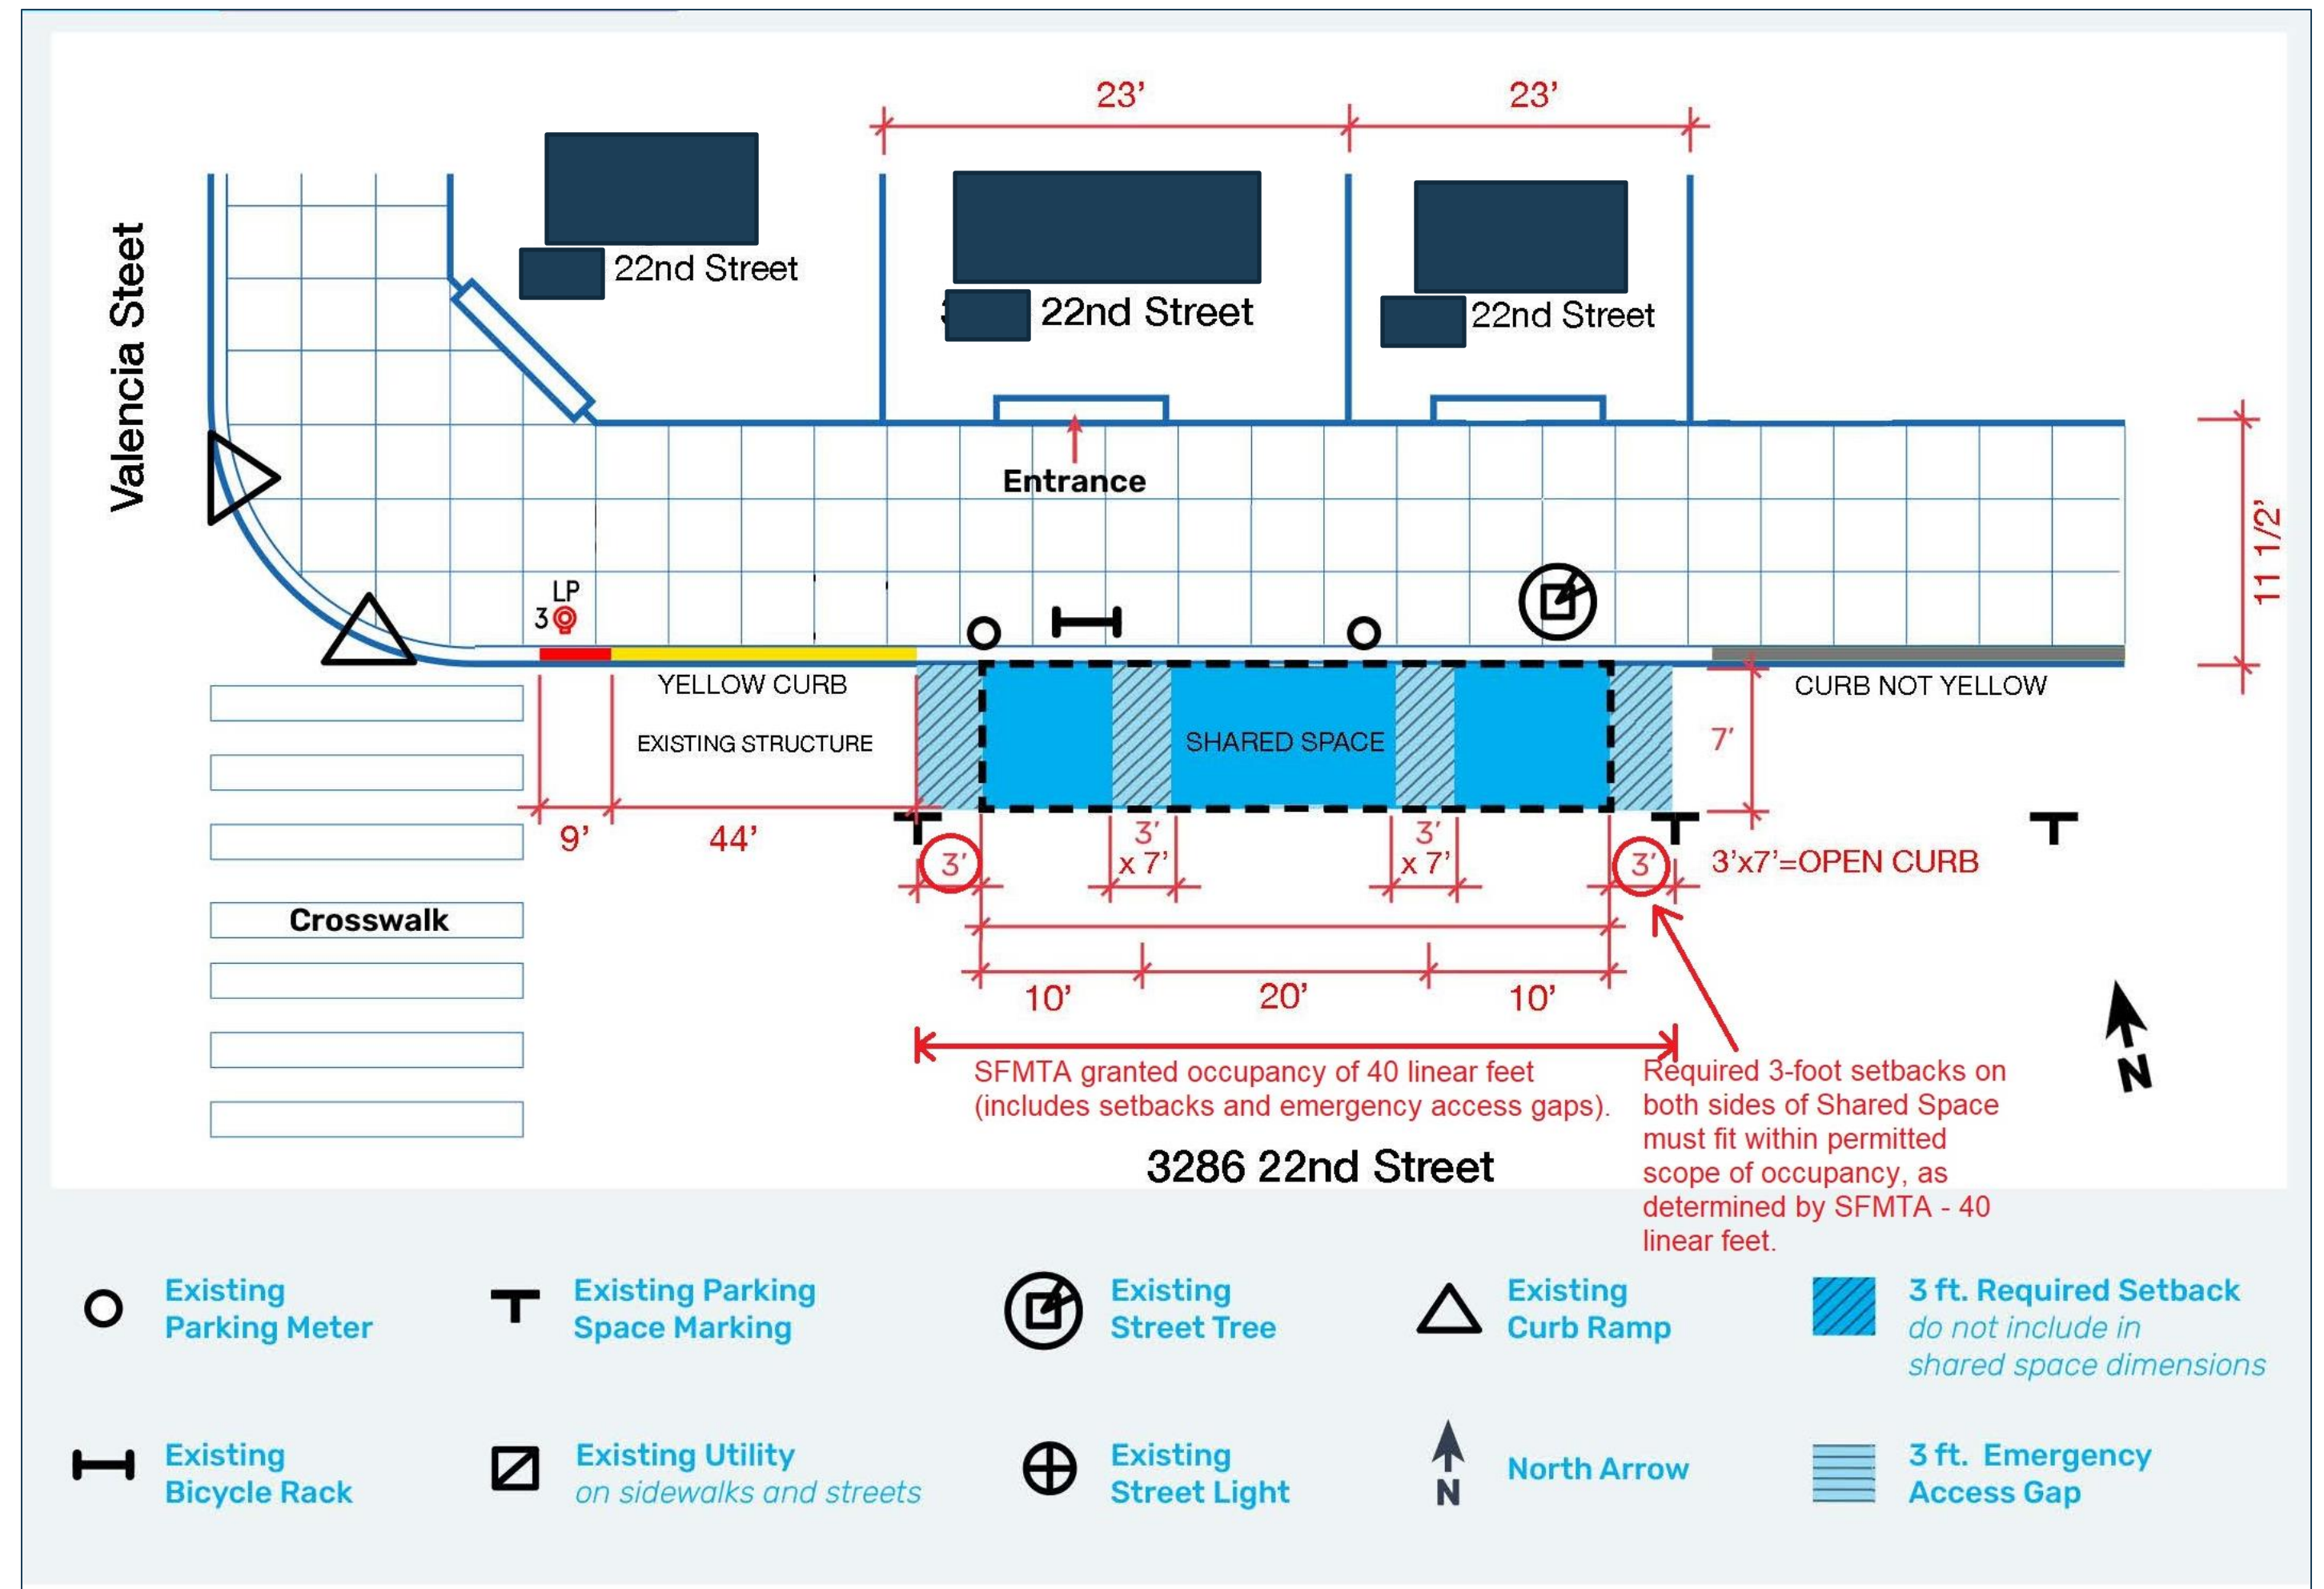 23’ 23’
Valencia Steet
22nd Street
22nd Street
22nd Street
Entrance
11 1/2’
LP
3
YELLOW CURB
CURB NOT YELLOW
EXISTING STRUCTURE
SHARED SPACE
7’
9’ 44’
3’ 3’ 3’ 3’
x 7’ x 7’
3’x7’=OPEN CURB
Crosswalk
10’ 20’ 10’
SFMTA granted occupancy of 40 linear feet
(includes setbacks and emergency access gaps).
Required 3-foot setbacks on
both sides of Shared Space
must fit within permitted
scope of occupancy, as
determined by SFMTA - 40
linear feet.
N
3286 22nd Street
Existing
Parking Meter
Existing Parking
Space Marking
Existing
Street Tree
Existing
Curb Ramp
3 ft. Required Setback
do not include in
shared space dimensions
Existing
Bicycle Rack
Existing Utility
on sidewalks and streets
Existing
Street Light
N
North Arrow
3 ft. Emergency
Access Gap